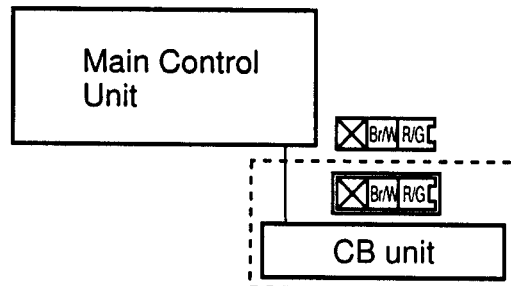 Main Control
Unit
Br/W R/G
Br/W R/G
CB unit